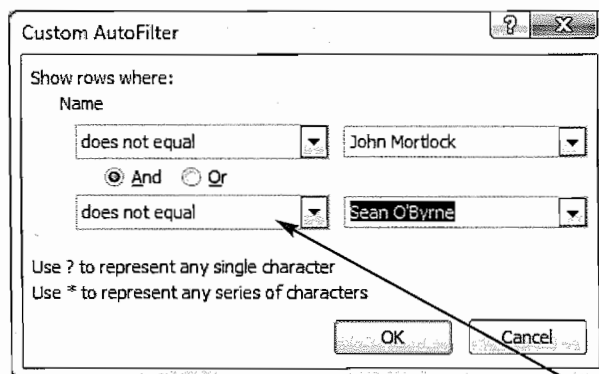 Custom AutoFilter ?
Show rows where:
Name
does not equal John Mortlock
And Or
does not equal Sean O'Byrne
Use ? to represent any single character
Use * to represent any series of characters
OK Cancel